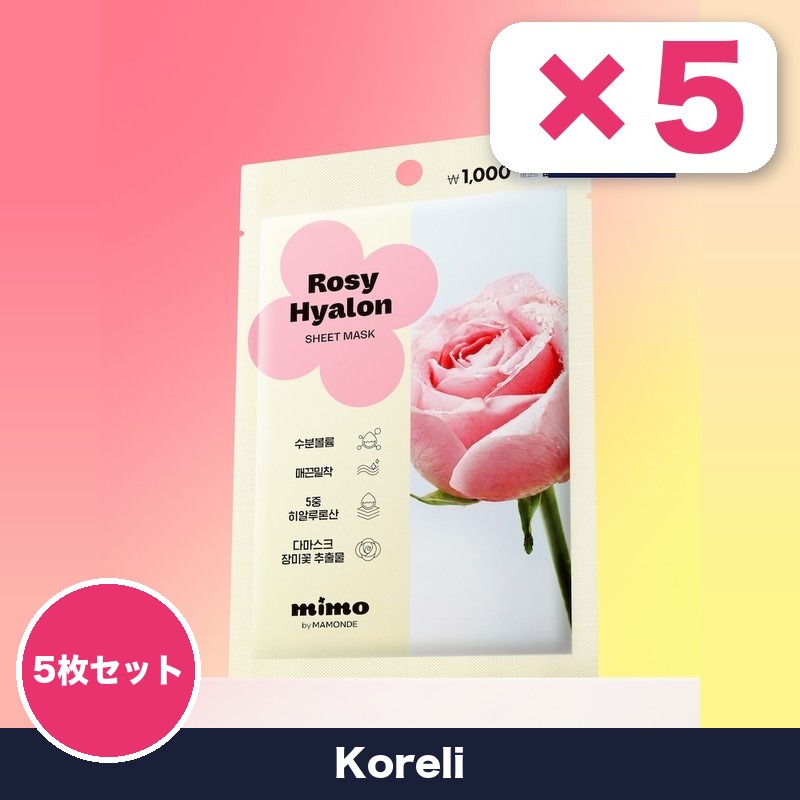 ×5
₩1,000
Rosy
Hyalon
SHEET MASK
수분볼륨
매끈밀착
5중
히알루론산
다마스크
장미꽃 추출물
mimo
by MAMONDE
5枚セット
Koreli